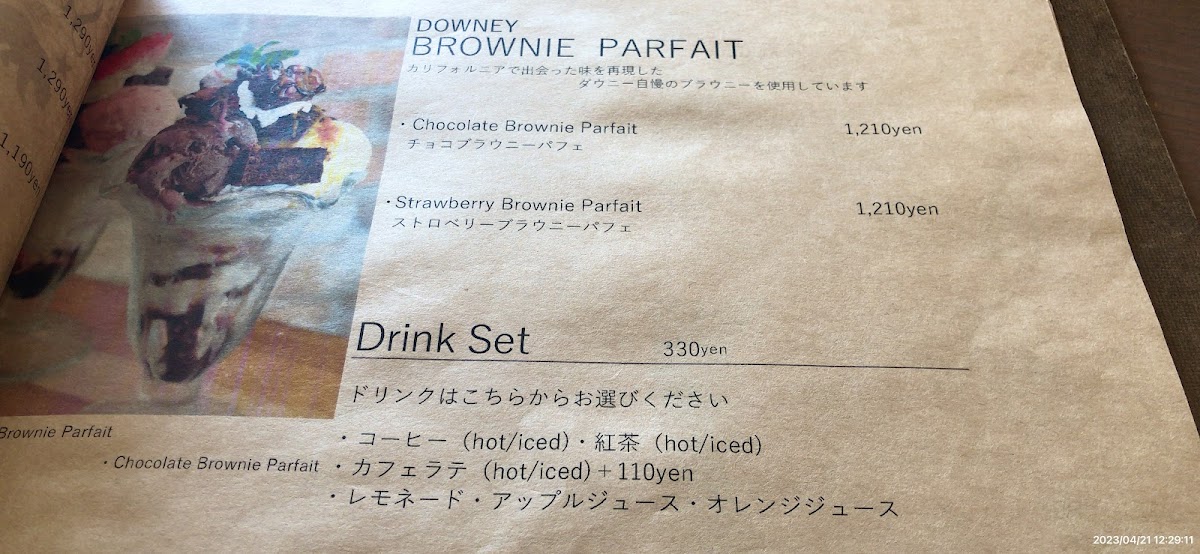 1,290yen
1,290yen
1,190yen
DOWNEY
BROWNIE PARFAIT
カリフォルニアで出会った味を再現した
ダウニー自慢のブラウニーを使用しています
・Chocolate Brownie Parfait 1,210yen
チョコブラウニーパフェ
・Strawberry Brownie Parfait 1,210yen
ストロベリーブラウニーパフェ
Drink Set 330yen
ドリンクはこちらからお選びください
・コーヒー (hot/iced)・紅茶 (hot/iced)
・カフェラテ (hot/iced)+110yen
・レモネード・アップルジュース・オレンジジュース
Brownie Parfait
・Chocolate Brownie Parfait
2023/04/21 12:29:11